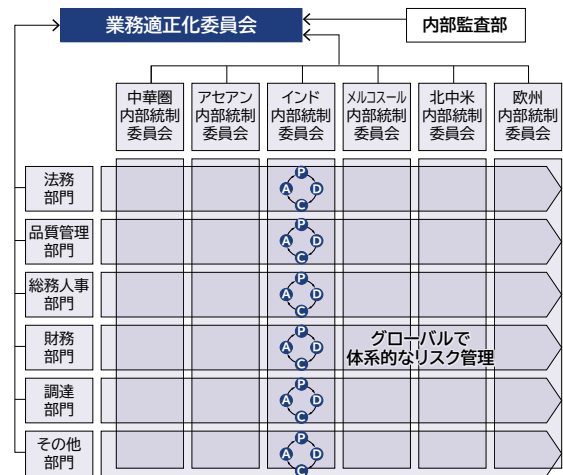 業務適正化委員会
内部監査部
中華圏
内部統制
委員会
アセアン
内部統制
委員会
インド
内部統制
委員会
メルコスール
内部統制
委員会
北中米
内部統制
委員会
欧州
内部統制
委員会
法務
部門
P
A D
C
品質管理
部門
P
A D
C
総務人事
部門
P
A D
C
財務
部門
P
A D
C
グローバルで
体系的なリスク管理
調達
部門
P
A D
C
その他
部門
P
A D
C